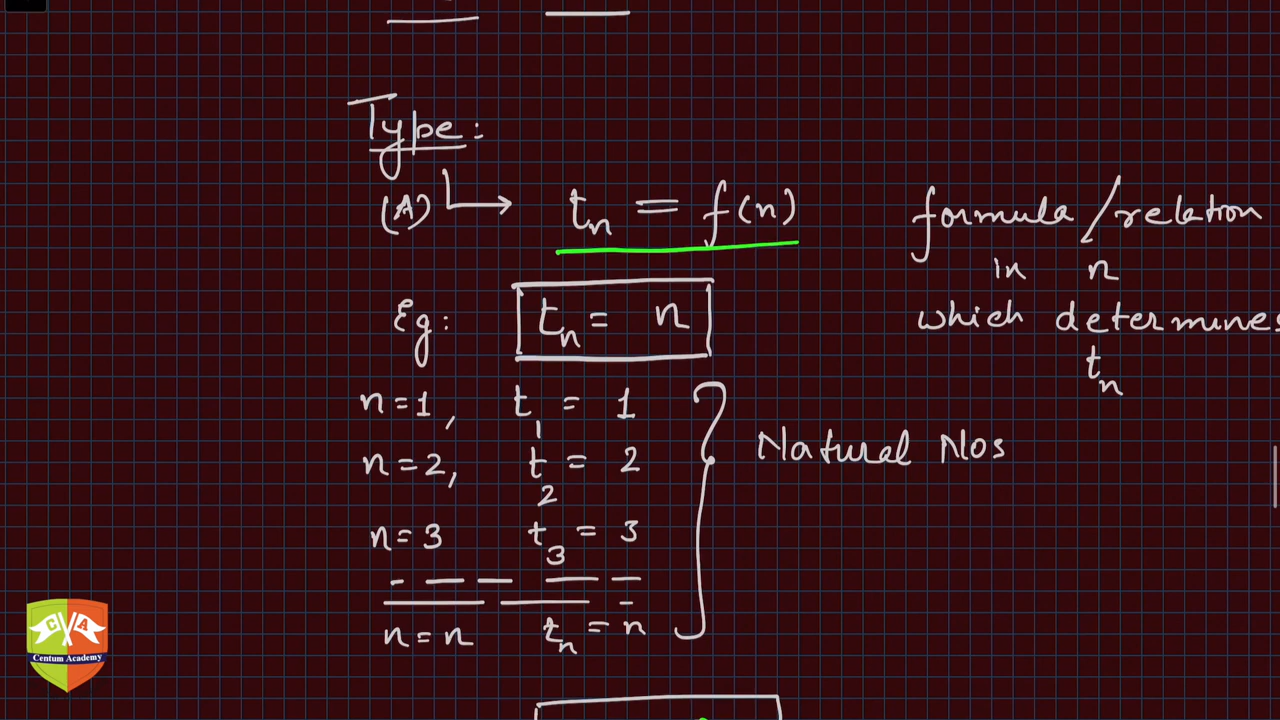 Type:
(A) → tn = f(n)
formula / relation
in n
which determines
tn
Eg: tn = n
n=1, t1 = 1
n=2, t2 = 2
n=3 t3 = 3
n=n tn = n
Natural Nos
CA
Centum Academy